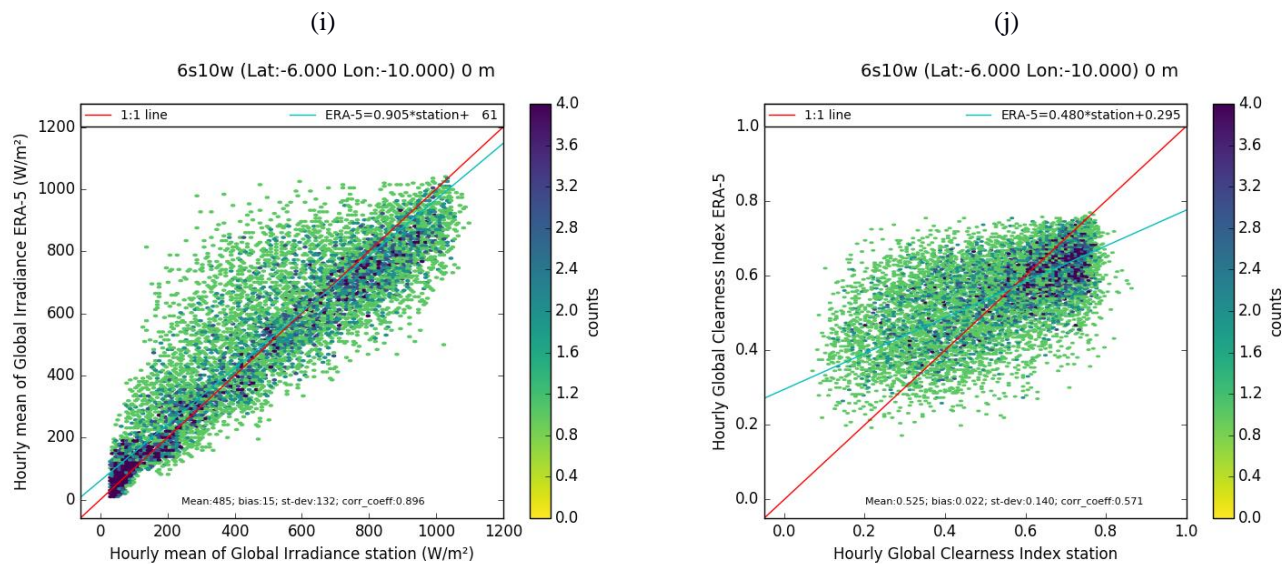 (i)
6s10w (Lat:-6.000 Lon:-10.000) 0 m
1:1 line
ERA-5=0.905*station+ 61
Hourly mean of Global Irradiance ERA-5 (W/m²)
1200
1000
800
600
400
200
0
Mean:485; bias:15; st-dev:132; corr_coeff:0.896
0 200 400 600 800 1000 1200
Hourly mean of Global Irradiance station (W/m²)
4.0
3.6
3.2
2.8
2.4
2.0
1.6
1.2
0.8
0.4
0.0
counts
(j)
6s10w (Lat:-6.000 Lon:-10.000) 0 m
1:1 line
ERA-5=0.480*station+0.295
Hourly Global Clearness Index ERA-5
1.0
0.8
0.6
0.4
0.2
0.0
Mean:0.525; bias:0.022; st-dev:0.140; corr_coeff:0.571
0.0 0.2 0.4 0.6 0.8 1.0
Hourly Global Clearness Index station
4.0
3.6
3.2
2.8
2.4
2.0
1.6
1.2
0.8
0.4
0.0
counts